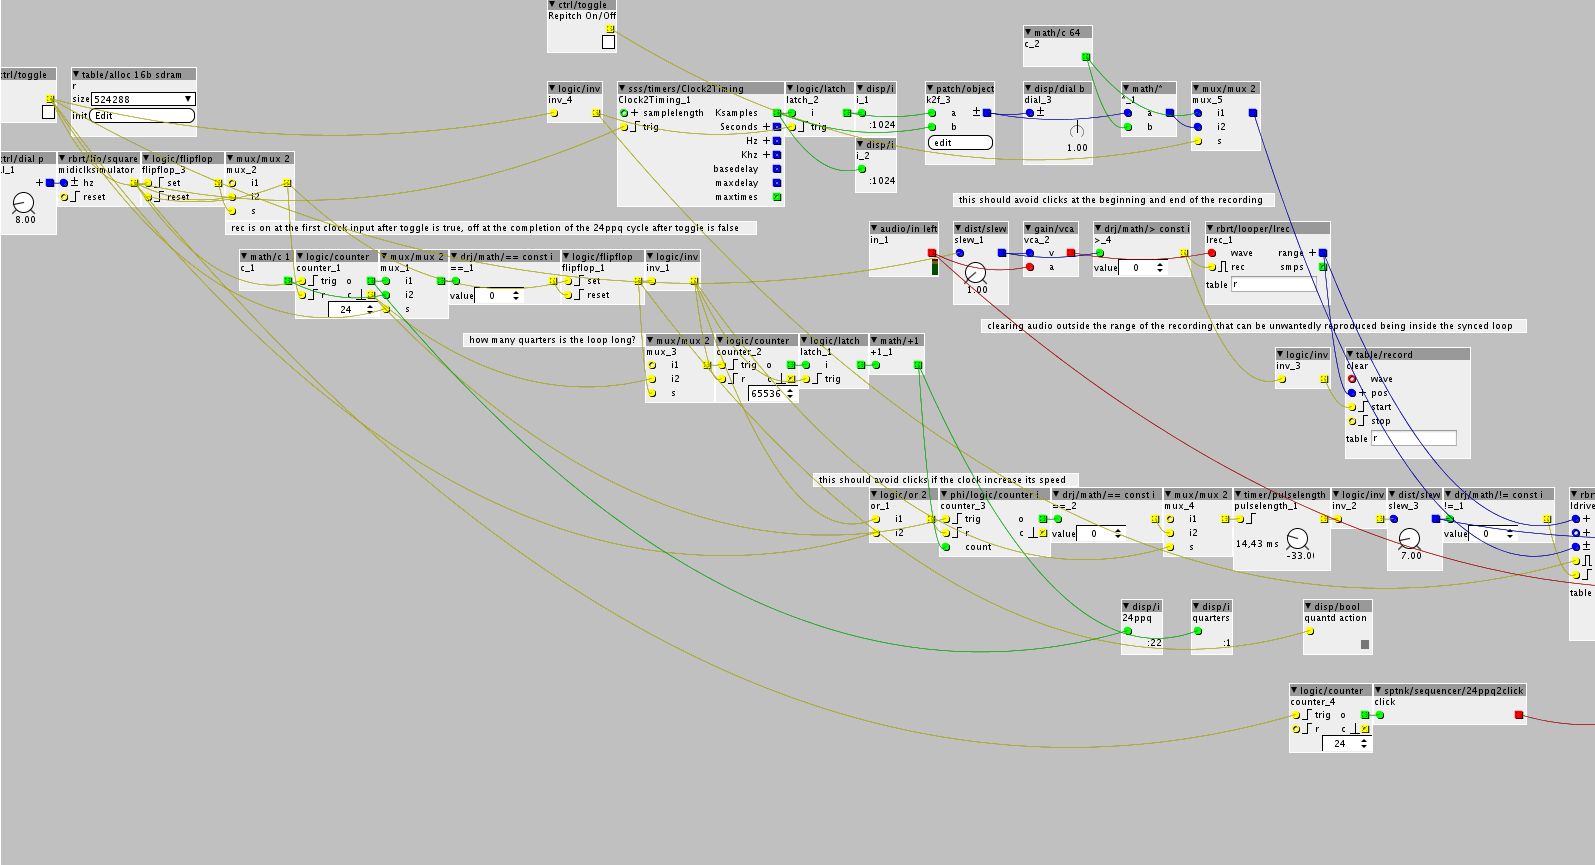 ctrl/toggle
Repitch On/Off
math/c 64
c_2
ctrl/toggle
table/alloc 16b sdram
r
size 524288
init Edit
logic/inv
inv_4
sss/timers/Clock2Timing
Clock2Timing_1
samplelength Ksamples
trig Seconds
Hz
Khz
basedelay
maxdelay
maxtimes
logic/latch
latch_2
i
trig
disp/i
i_1
:1024
disp/i
i_2
:1024
patch/object
k2f_3
a
b
edit
disp/dial b
dial_3
1.00
math/^
^_1
a
b
mux/mux 2
mux_5
i1
i2
s
ctrl/dial p
l_1
8.00
rbrt/lfo/square
midiclksimulator
hz
reset
logic/flipflop
flipflop_3
set
reset
mux/mux 2
mux_2
i1
i2
s
this should avoid clicks at the beginning and end of the recording
rec is on at the first clock input after toggle is true, off at the completion of the 24ppq cycle after toggle is false
audio/in left
in_1
dist/slew
slew_1
1.00
gain/vca
vca_2
v
a
drj/math/> const i
>_4
value 0
rbrt/looper/lrec
lrec_1
wave range
rec smps
table r
math/c 1
c_1
logic/counter
counter_1
trig o
r c
24
mux/mux 2
mux_1
i1
i2
s
drj/math/== const i
==_1
value 0
logic/flipflop
flipflop_1
set
reset
logic/inv
inv_1
clearing audio outside the range of the recording that can be unwantedly reproduced being inside the synced loop
how many quarters is the loop long?
mux/mux 2
mux_3
i1
i2
s
logic/counter
counter_2
trig o
r c
65536
logic/latch
latch_1
i
trig
math/+1
+1_1
logic/inv
inv_3
table/record
clear
wave
pos
start
stop
table r
this should avoid clicks if the clock increase its speed
logic/or 2
or_1
i1
i2
phi/logic/counter i
counter_3
trig o
r c
count
drj/math/== const i
==_2
value 0
mux/mux 2
mux_4
i1
i2
s
timer/pulselength
pulselength_1
14,43 ms
-33.0
logic/inv
inv_2
dist/slew
slew_3
7.00
drj/math/!= const i
!=_1
value 0
rbrt
ldrive
table
disp/i
24ppq
:22
disp/i
quarters
:1
disp/bool
quantd action
logic/counter
counter_4
trig o
r c
24
sptnk/sequencer/24ppq2click
click